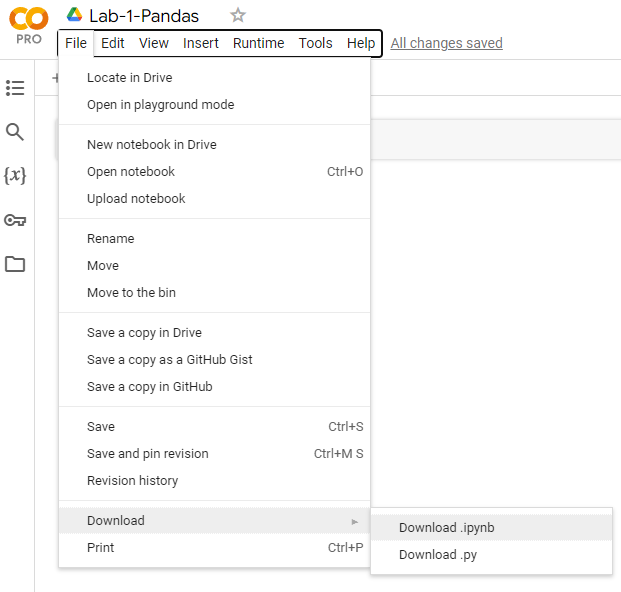 Lab-1-Pandas
PRO
File Edit View Insert Runtime Tools Help All changes saved
Locate in Drive
Open in playground mode
New notebook in Drive
Open notebook Ctrl+O
Upload notebook
Rename
Move
Move to the bin
Save a copy in Drive
Save a copy as a GitHub Gist
Save a copy in GitHub
Save Ctrl+S
Save and pin revision Ctrl+M S
Revision history
Download
Download .ipynb
Print Ctrl+P
Download .py
{x}